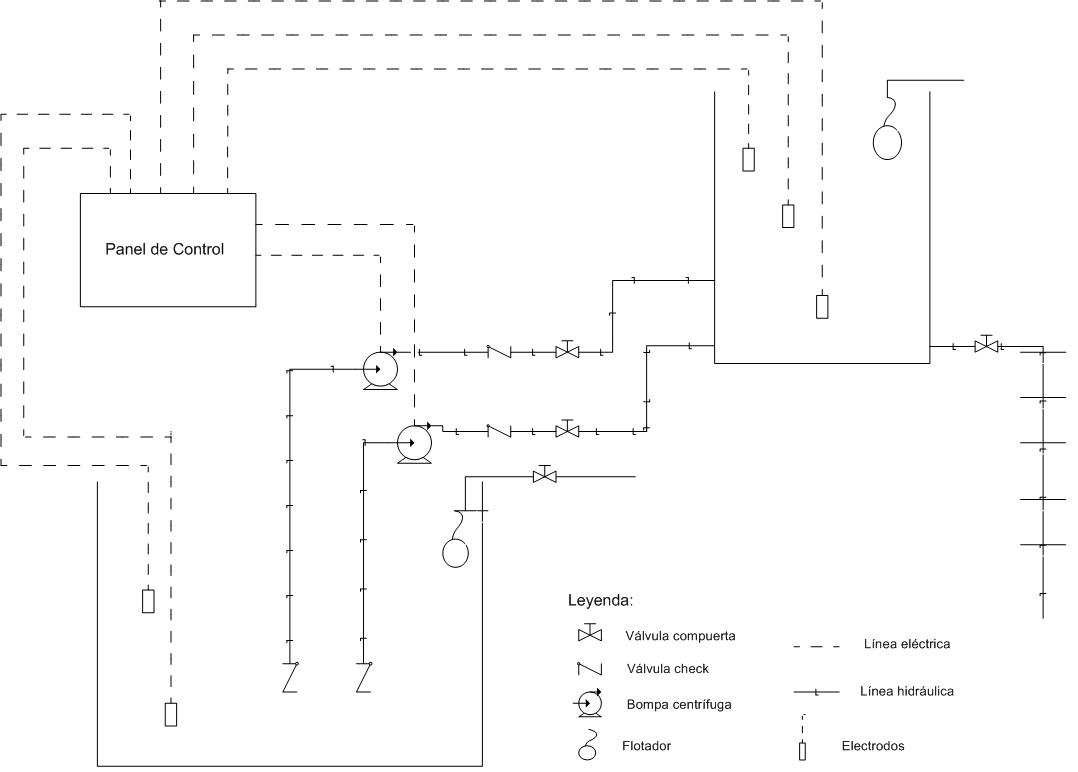 Panel de Control
Leyenda:
Válvula compuerta
Válvula check
Bompa centrífuga
Flotador
Línea eléctrica
Línea hidráulica
Electrodos